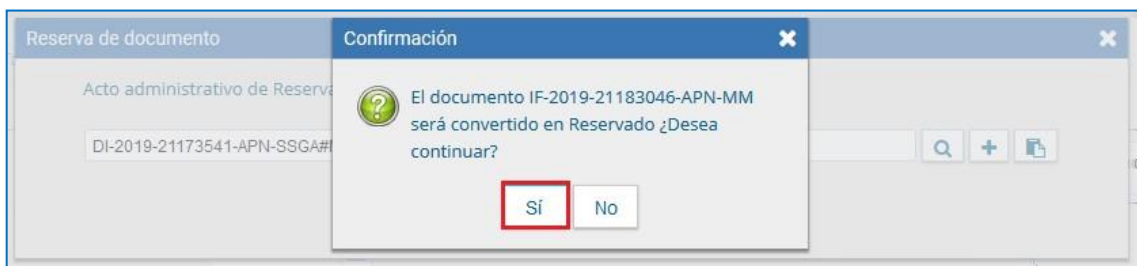 Reserva de documento
Confirmación
Acto administrativo de Reserva
El documento IF-2019-21183046-APN-MM
será convertido en Reservado ¿Desea
continuar?
DI-2019-21173541-APN-SSGA#
Sí No